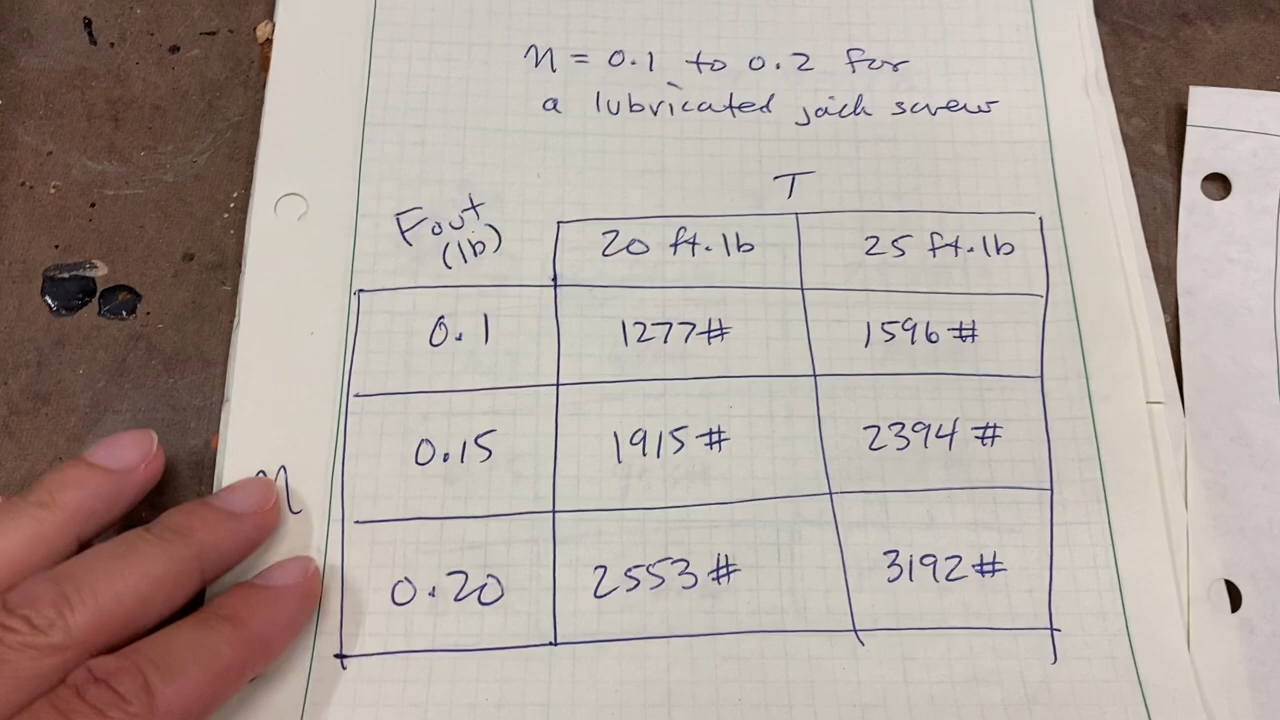 η = 0.1 to 0.2 for
a lubricated jack screw
T
Fout
(lb)
20 ft.lb
25 ft.lb
0.1
1277#
1596#
η
0.15
1915#
2394#
0.20
2553#
3192#